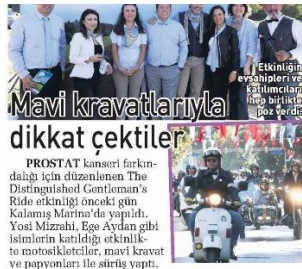 Etkinliğin
evsahipleri ve
katılımcıları
hep birlikte
poz verdi.
Mavi kravatlarıyla
dikkat çektiler
PROSTAT kanseri farkın-
dalığı için düzenlenen The
Distinguished Gentleman's
Ride etkinliği önceki gün
Kalamış Marina'da yapıldı.
Yosi Mizrahi, Ege Aydan gibi
isimlerin katıldığı etkinlik-
te motosikletciler, mavi kravat
ve papyonları ile sürüş yaptı.